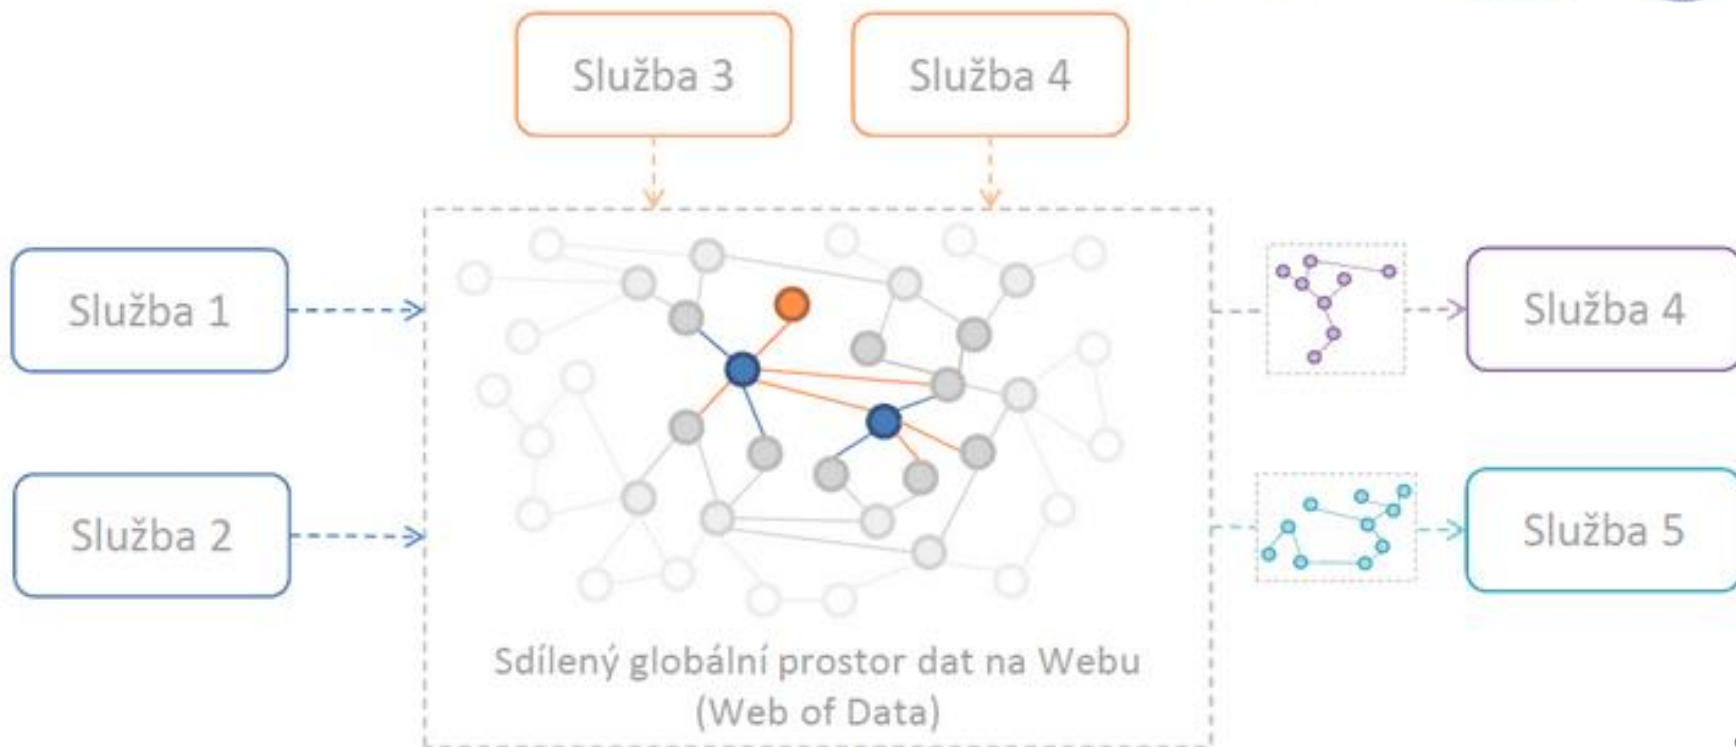 Služba 3
Služba 4
Služba 1
Služba 4
Služba 2
Služba 5
Sdílený globální prostor dat na Webu
(Web of Data)